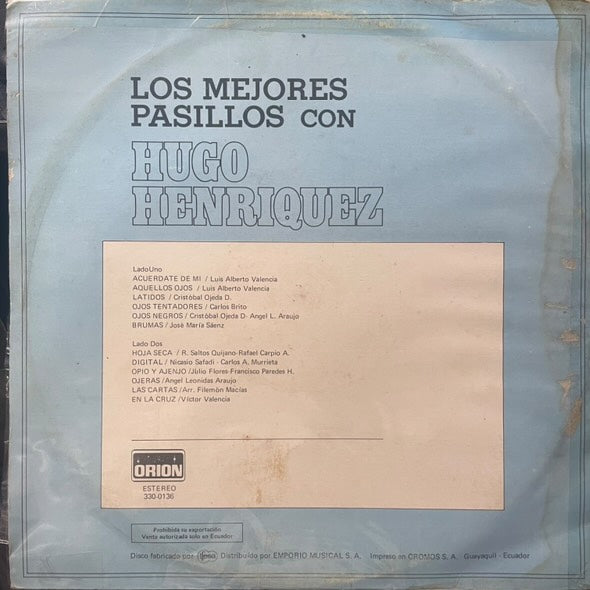 LOS MEJORES
PASILLOS CON
HUGO
HENRIQUEZ
Lado Uno
ACUERDATE DE MI / Luis Alberto Valencia
AQUELLOS OJOS / Luis Alberto Valencia
LATIDOS / Cristóbal Ojeda D.
OJOS TENTADORES / Carlos Brito
OJOS NEGROS / Cristóbal Ojeda D- Angel L. Araujo
BRUMAS / José María Sáenz
Lado Dos
HOJA SECA / R. Saltos Quijano-Rafael Carpio A.
DIGITAL / Nicasio Safadi - Carlos A. Murrieta
OPIO Y AJENJO /Julio Flores-Francisco Paredes H.
OJERAS /Angel Leonidas Araujo
LAS CARTAS /Arr. Filemón Macías
EN LA CRUZ /Víctor Valencia
ORION
ESTEREO
330-0136
Prohibida su exportación
Venta autorizada solo en Ecuador
Disco fabricado por Distribuído por EMPORIO MUSICAL S. A. Impreso en CROMOS S. A. Guayaquil - Ecuador